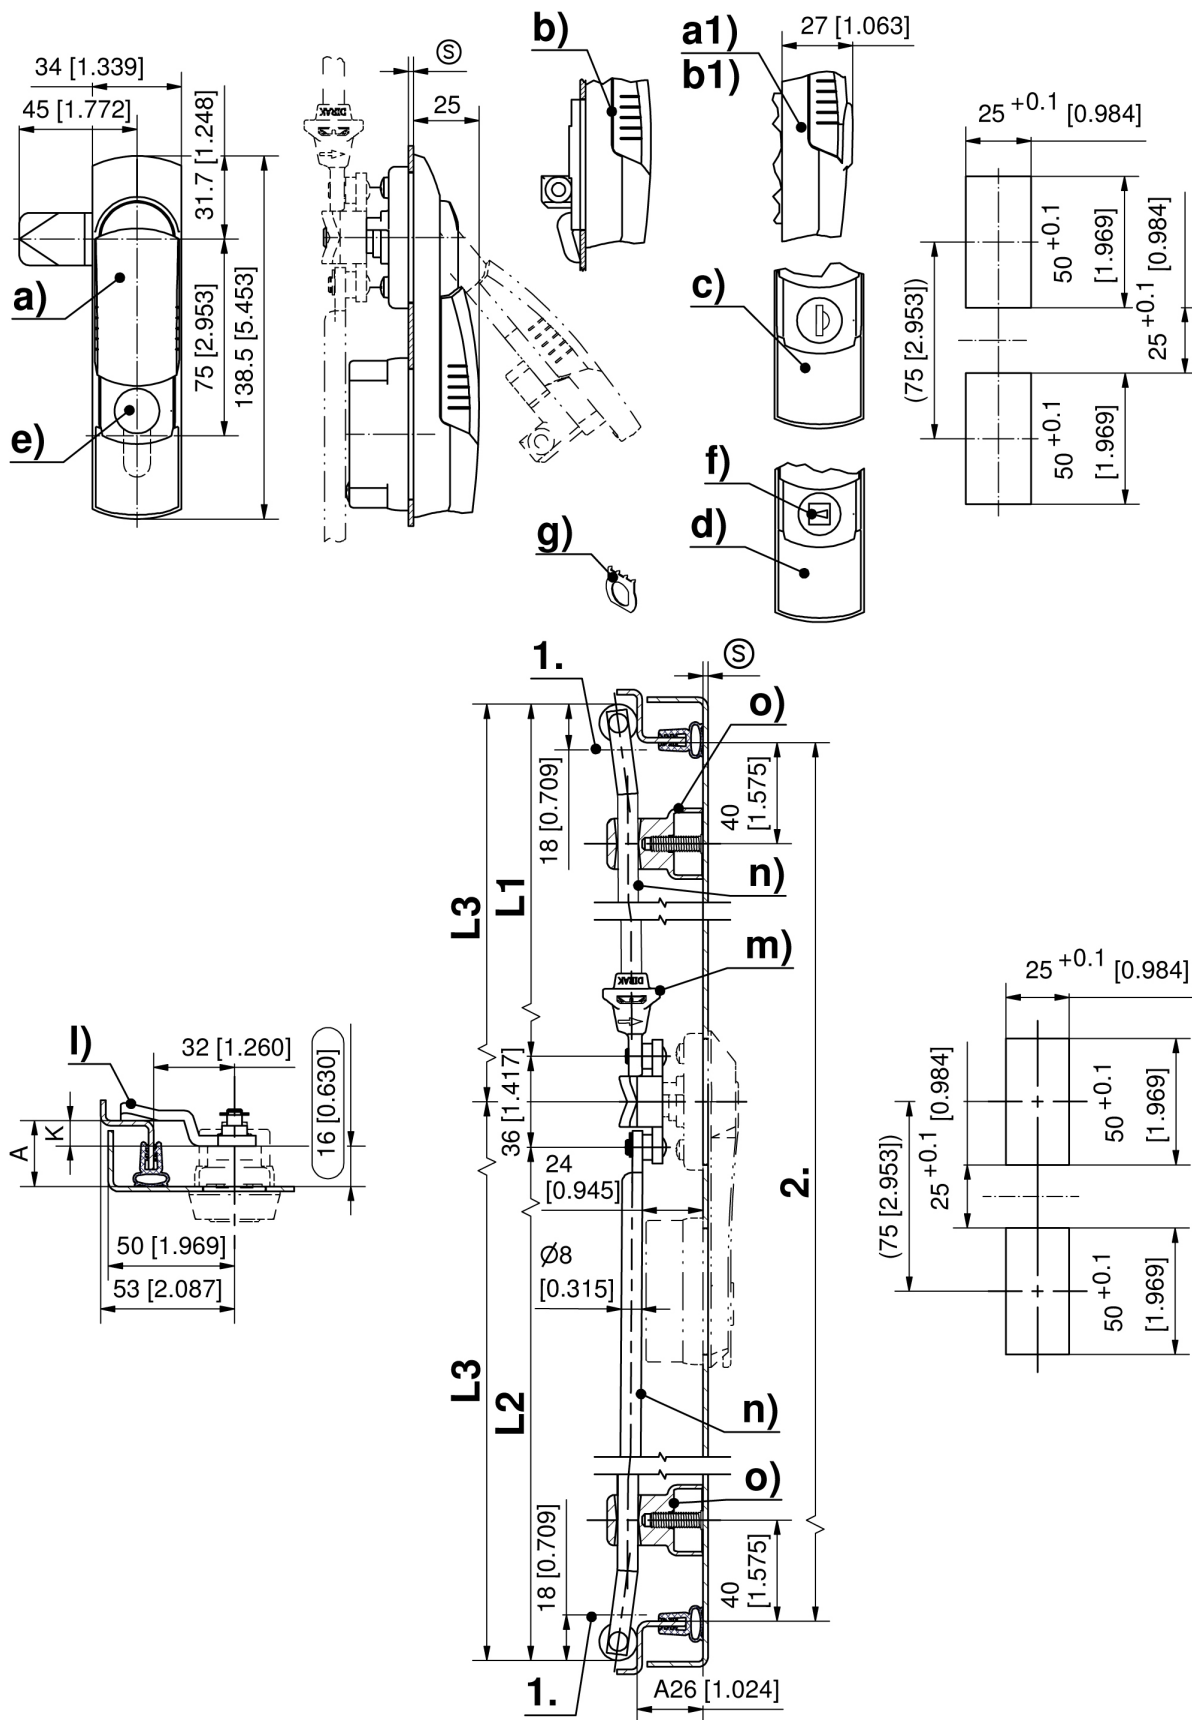 34 [1.339]
45 [1.772]
31.7 [1.248]
75 [2.953]
138.5 [5.453]
a)
e)
S
25
DIRAK
b)
a1)
b1)
27 [1.063]
c)
f)
d)
g)
25 +0.1 [0.984]
50 +0.1
[1.969]
25 +0.1 [0.984]
(75 [2.953])
50 +0.1
[1.969]
1.
S
o)
18 [0.709]
40
[1.575]
n)
L3
L1
m)
DIRAK
36 [1.417]
24
[0.945]
2.
Ø8
[0.315]
L3
L2
n)
o)
18 [0.709]
40
[1.575]
1.
A26 [1.024]
l)
32 [1.260]
16 [0.630]
A
K
50 [1.969]
53 [2.087]
25 +0.1 [0.984]
50 +0.1
[1.969]
25 +0.1 [0.984]
(75 [2.953])
50 +0.1
[1.969]